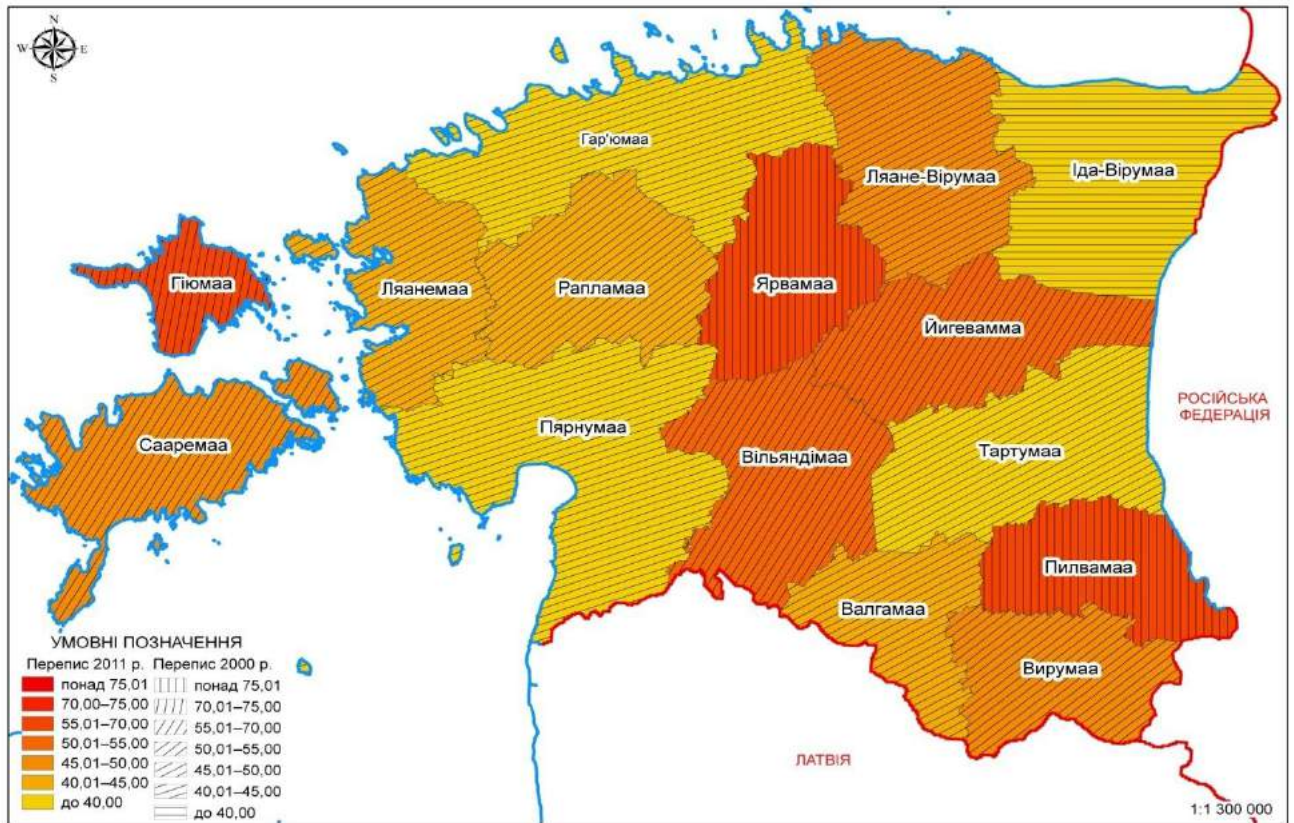 N
W E
S
Гар'юмаа
Ляане-Вірумаа
Іда-Вірумаа
Гіюмаа
Ляанемаа
Рапламаа
Ярвамаа
Йигевамма
РОСІЙСЬКА
ФЕДЕРАЦІЯ
Сааремаа
Пярнумаа
Вільяндімаа
Тартумаа
Пилвамаа
Валгамаа
Вирумаа
ЛАТВІЯ
УМОВНІ ПОЗНАЧЕННЯ
Перепис 2011 р. Перепис 2000 р.
понад 75,01 понад 75,01
70,00–75,00 70,01–75,00
55,01–70,00 55,01–70,00
50,01–55,00 50,01–55,00
45,01–50,00 45,01–50,00
40,01–45,00 40,01–45,00
до 40,00 до 40,00
1:1 300 000